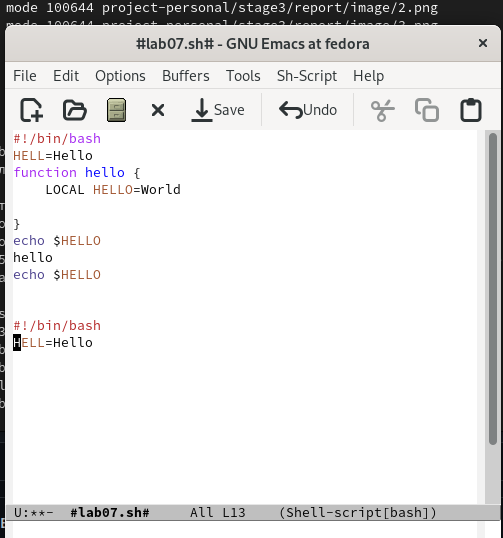 mode 100644 project-personal/stage3/report/image/2.png
#lab07.sh# - GNU Emacs at fedora
File Edit Options Buffers Tools Sh-Script Help
Save Undo
#!/bin/bash
HELL=Hello
function hello {
    LOCAL HELLO=World
}
echo $HELLO
hello
echo $HELLO
#!/bin/bash
HELL=Hello
U:**- #lab07.sh# All L13 (Shell-script[bash])